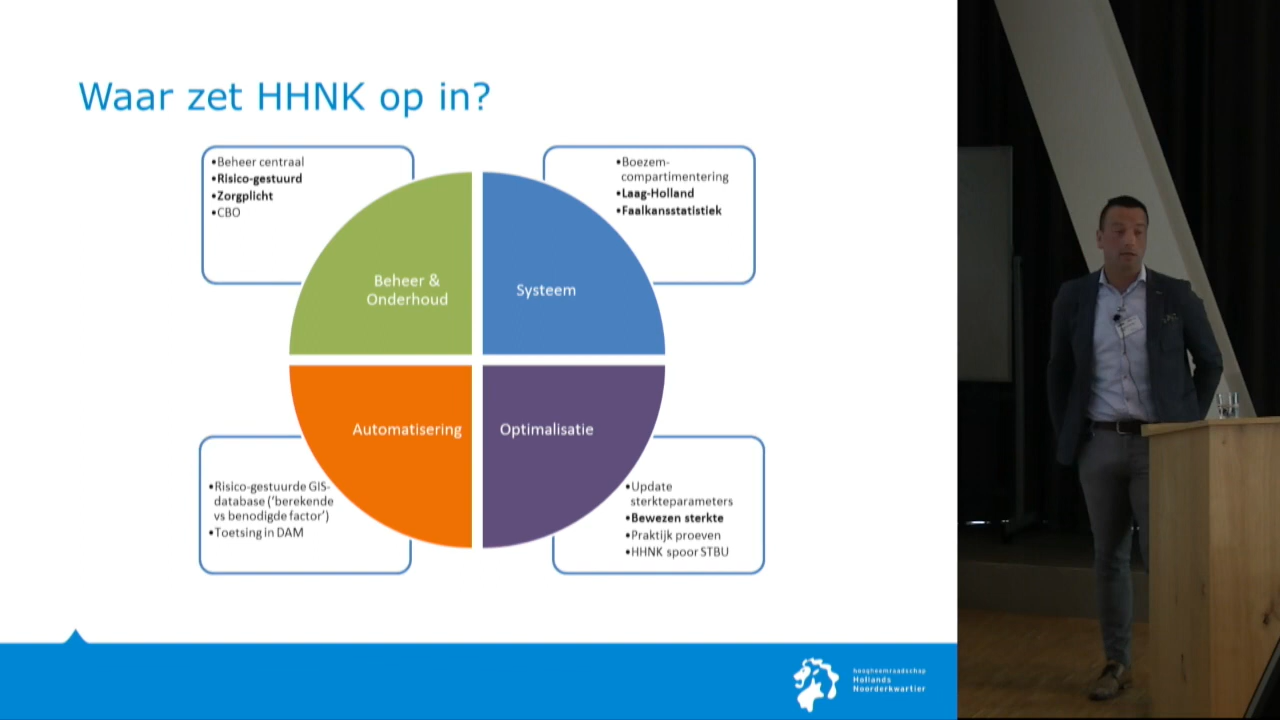 Waar zet HHNK op in?
•Beheer centraal
•Risico-gestuurd
•Zorgplicht
•CBO
•Boezem-
compartimentering
•Laag-Holland
•Faalkansstatistiek
Beheer &
Onderhoud
Systeem
Automatisering
Optimalisatie
•Risico-gestuurde GIS-
database (‘berekende
vs benodigde factor’)
•Toetsing in DAM
•Update
sterkteparameters
•Bewezen sterkte
•Praktijk proeven
•HHNK spoor STBU
hoogheemraadschap
Hollands
Noorderkwartier